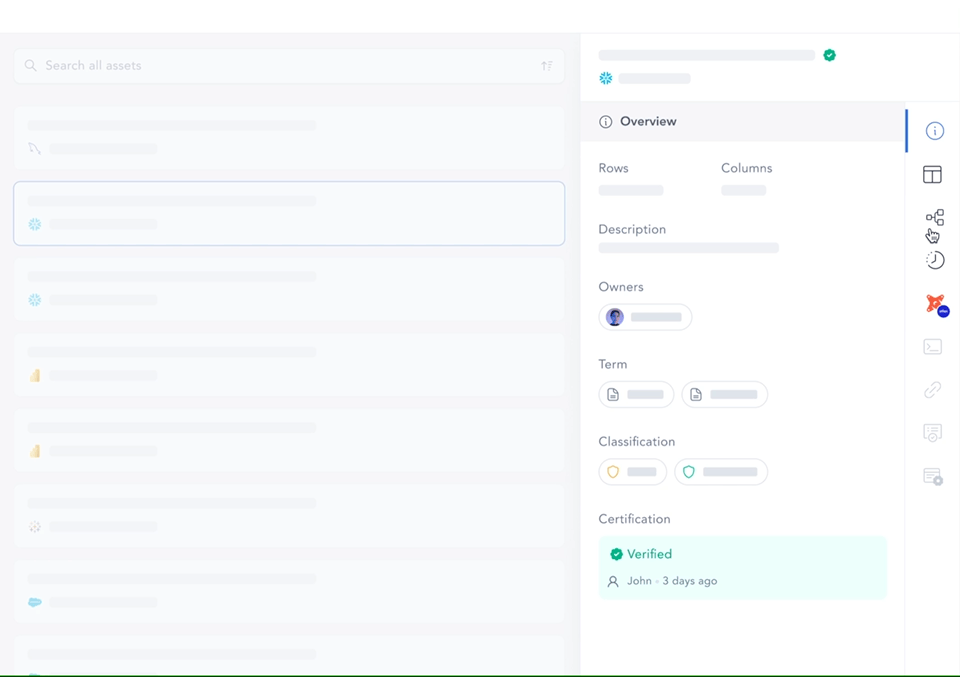 Search all assets
Overview
Rows Columns
Description
Owners
Term
Classification
Certification
Verified
John • 3 days ago